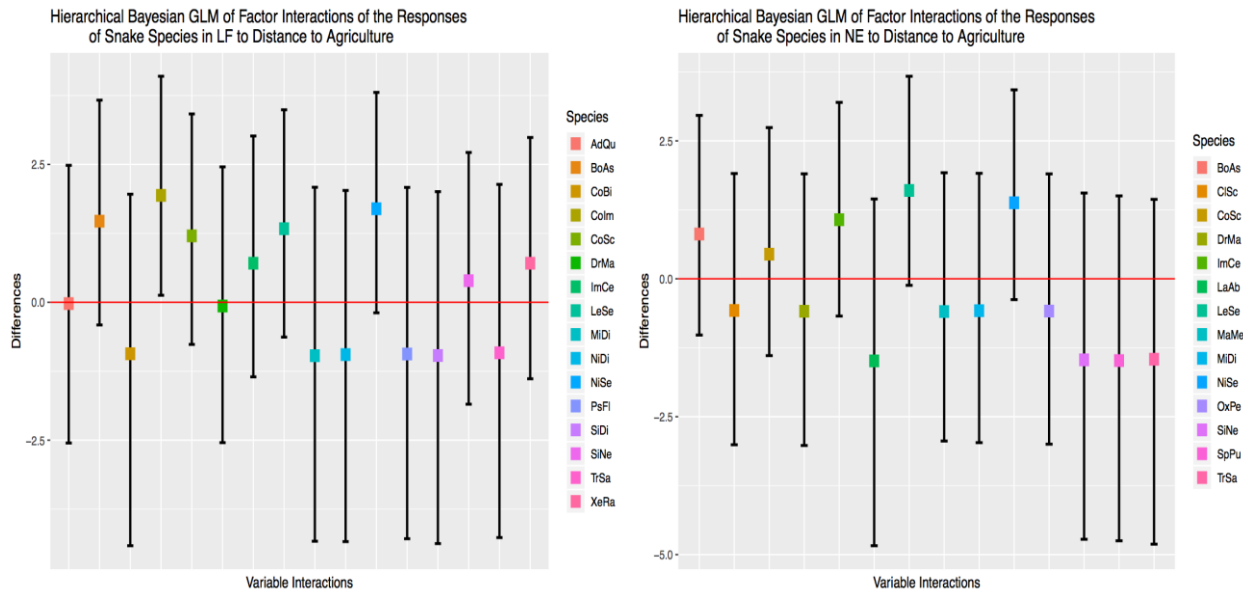 Hierarchical Bayesian GLM of Factor Interactions of the Responses
of Snake Species in LF to Distance to Agriculture
Differences
2.5
0.0
−2.5
Variable Interactions
Species
AdQu
BoAs
CoBi
CoIm
CoSc
DrMa
ImCe
LeSe
MiDi
NiDi
NiSe
PsFl
SiDi
SiNe
TrSa
XeRa
Hierarchical Bayesian GLM of Factor Interactions of the Responses
of Snake Species in NE to Distance to Agriculture
Differences
2.5
0.0
−2.5
−5.0
Variable Interactions
Species
BoAs
ClSc
CoSc
DrMa
ImCe
LaAb
LeSe
MaMe
MiDi
NiSe
OxPe
SiNe
SpPu
TrSa